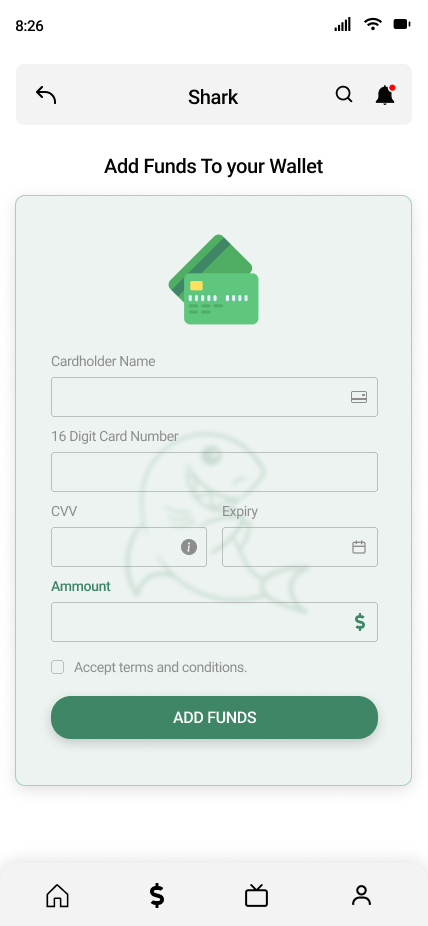 8:26
Shark
Add Funds To your Wallet
Cardholder Name
16 Digit Card Number
CVV
Expiry
i
Ammount
$
Accept terms and conditions.
ADD FUNDS
$